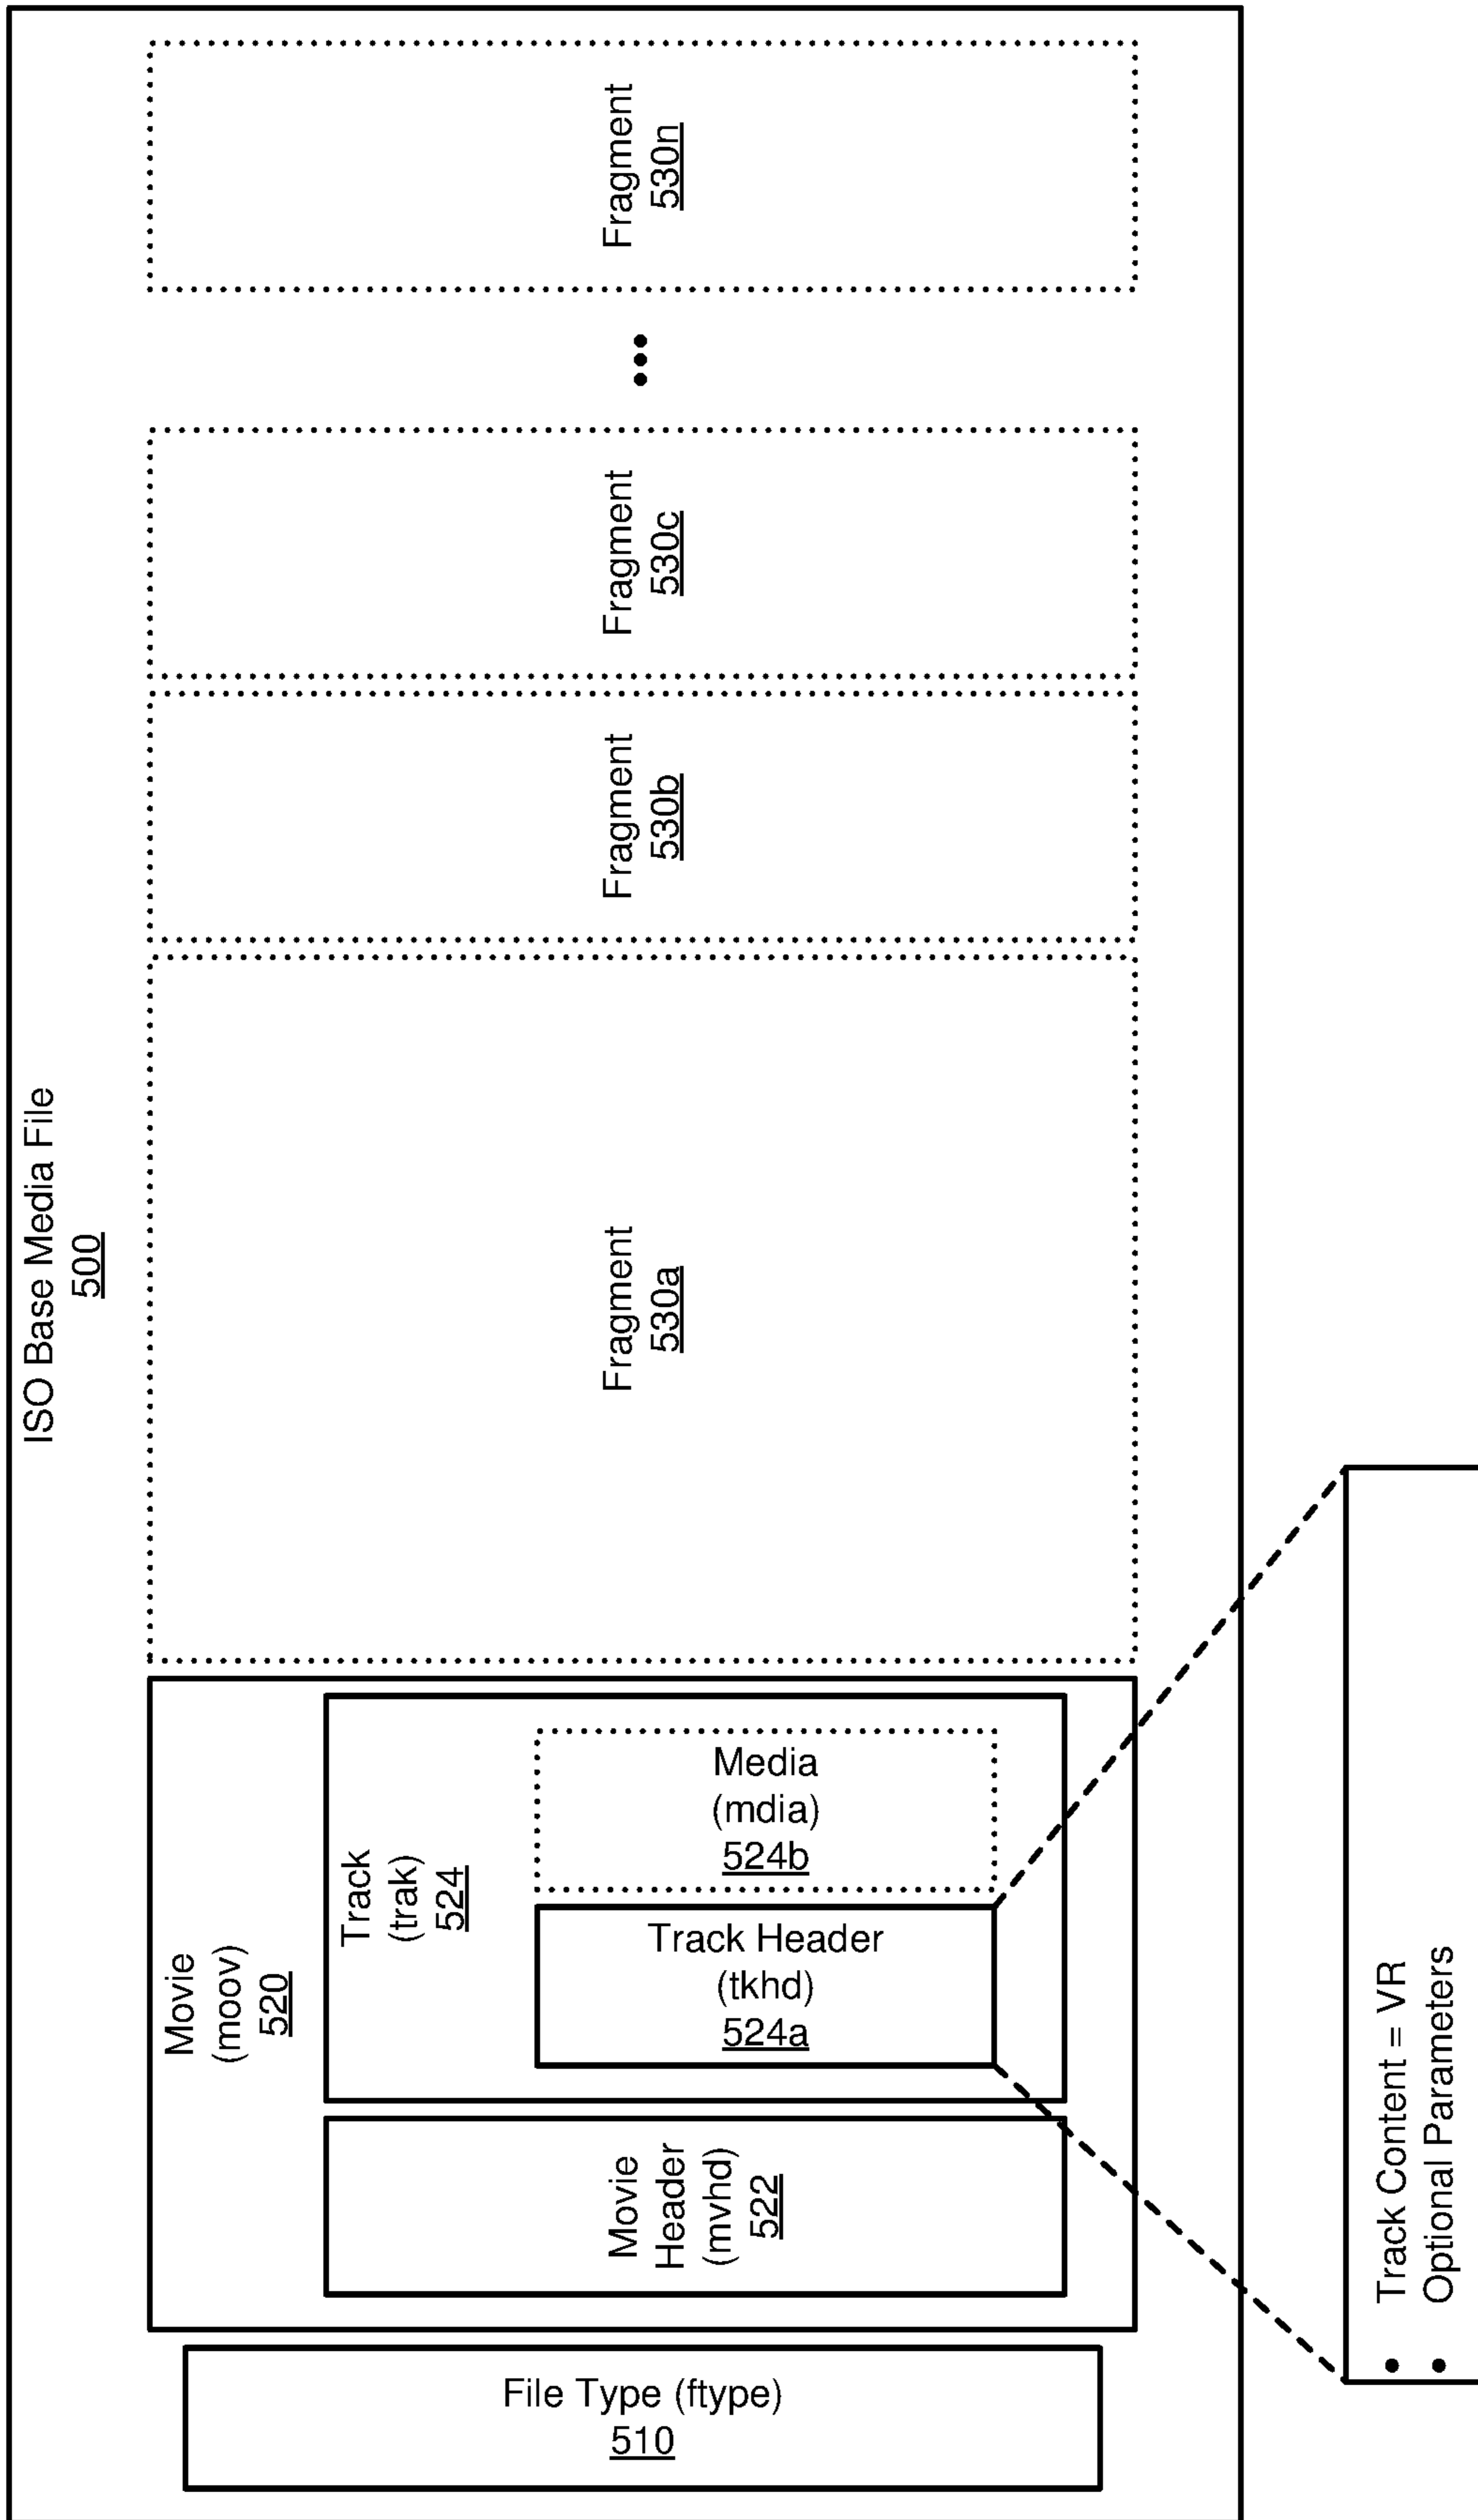 ISO Base Media File
500
File Type (ftype)
510
Movie
(moov)
520
Movie
Header
(mvhd)
522
Track
(trak)
524
Track Header
(tkhd)
524a
Media
(mdia)
524b
Fragment
530a
Fragment
530b
Fragment
530c
•••
Fragment
530n
• Track Content = VR
• Optional Parameters